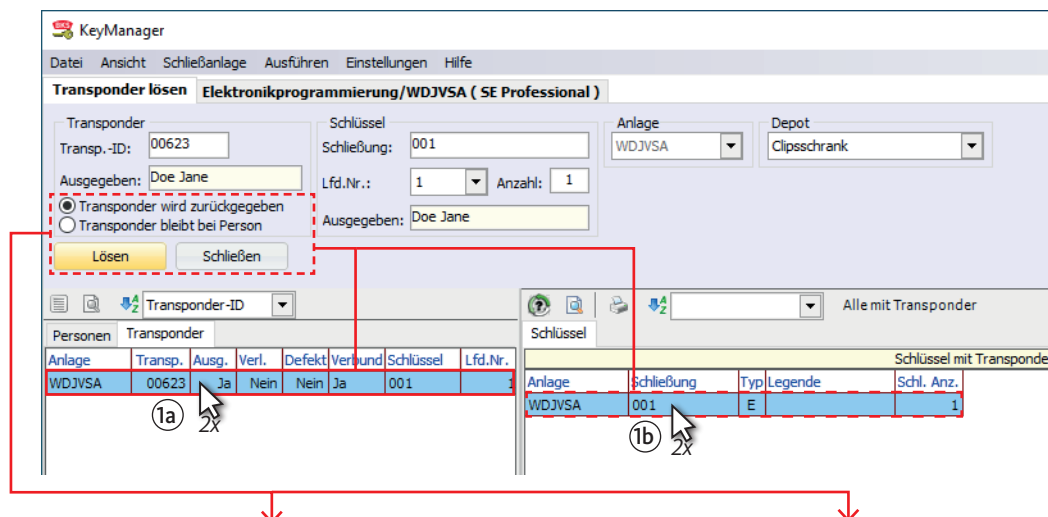 KeyManager
Datei Ansicht Schließanlage Ausführen Einstellungen Hilfe
Transponder lösen Elektronikprogrammierung/WDJVSA ( SE Professional )
Transponder Schlüssel Anlage Depot
Transp.-ID: 00623 Schließung: 001 WDJVSA Clipsschrank
Ausgegeben: Doe Jane Lfd.Nr.: 1 Anzahl: 1
Transponder wird zurückgegeben
Transponder bleibt bei Person Ausgegeben: Doe Jane
Lösen Schließen
Transponder-ID Alle mit Transponder
Personen Transponder Schlüssel
Schlüssel mit Transponde
Anlage Transp. Ausg. Verl. Defekt Verbund Schlüssel Lfd.Nr.
WDJVSA 00623 Ja Nein Nein Ja 001 1
Anlage Schließung Typ Legende Schl. Anz.
WDJVSA 001 E 1
1a 2x
1b 2x